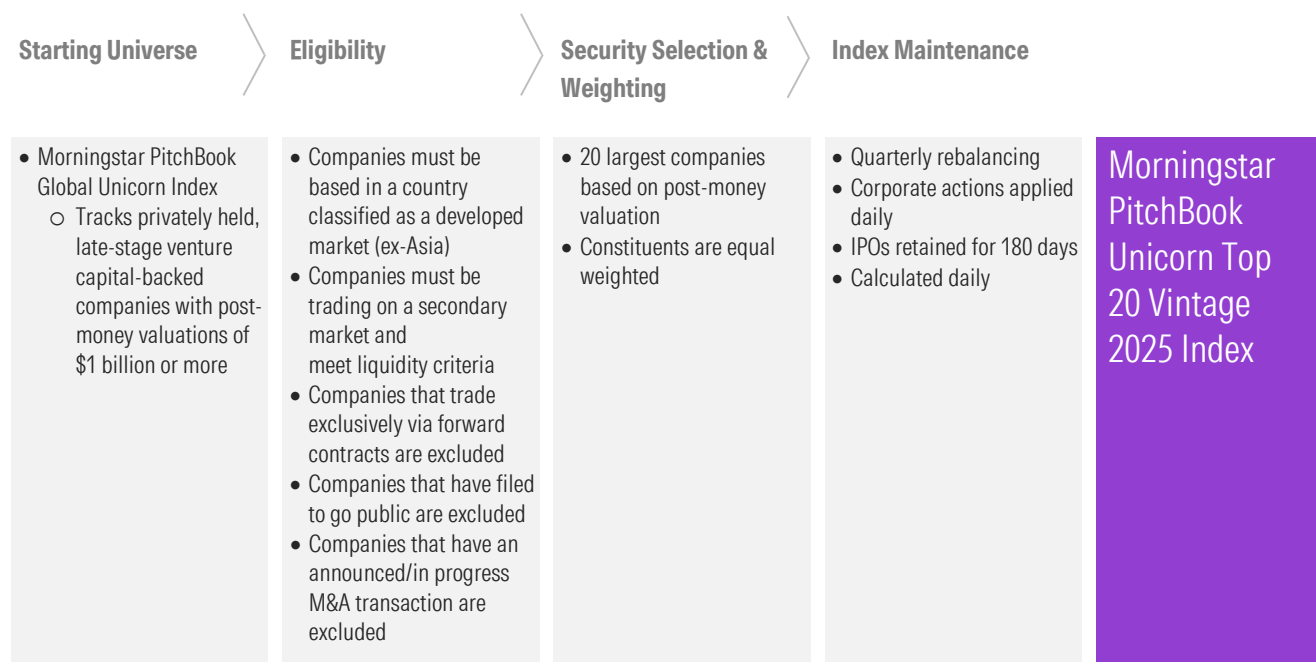 Starting Universe
Eligibility
Security Selection &
Weighting
Index Maintenance
• Morningstar PitchBook
Global Unicorn Index
o Tracks privately held,
late-stage venture
capital-backed
companies with post-
money valuations of
$1 billion or more
• Companies must be
based in a country
classified as a developed
market (ex-Asia)
• Companies must be
trading on a secondary
market and
meet liquidity criteria
• Companies that trade
exclusively via forward
contracts are excluded
• Companies that have filed
to go public are excluded
• Companies that have an
announced/in progress
M&A transaction are
excluded
• 20 largest companies
based on post-money
valuation
• Constituents are equal
weighted
• Quarterly rebalancing
• Corporate actions applied
daily
• IPOs retained for 180 days
• Calculated daily
Morningstar
PitchBook
Unicorn Top
20 Vintage
2025 Index